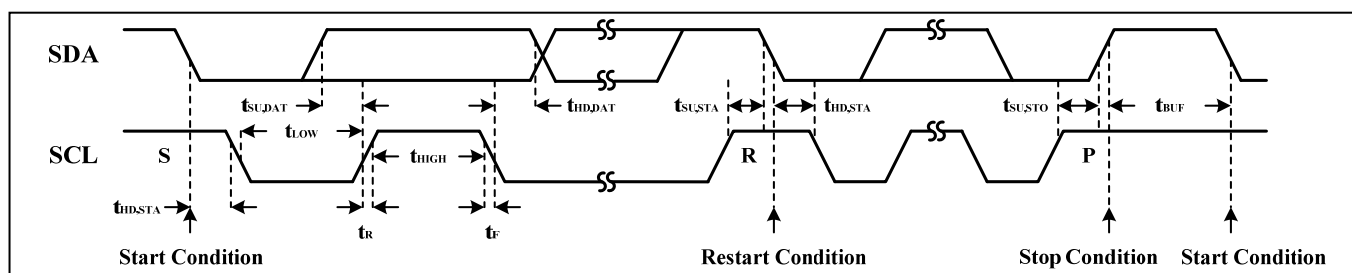 SDA
tSU,DAT tHD,DAT tSU,STA tHD,STA tSU,STO tBUF
tLOW
SCL S tHIGH R P
tHD,STA tR tF
Start Condition Restart Condition Stop Condition Start Condition